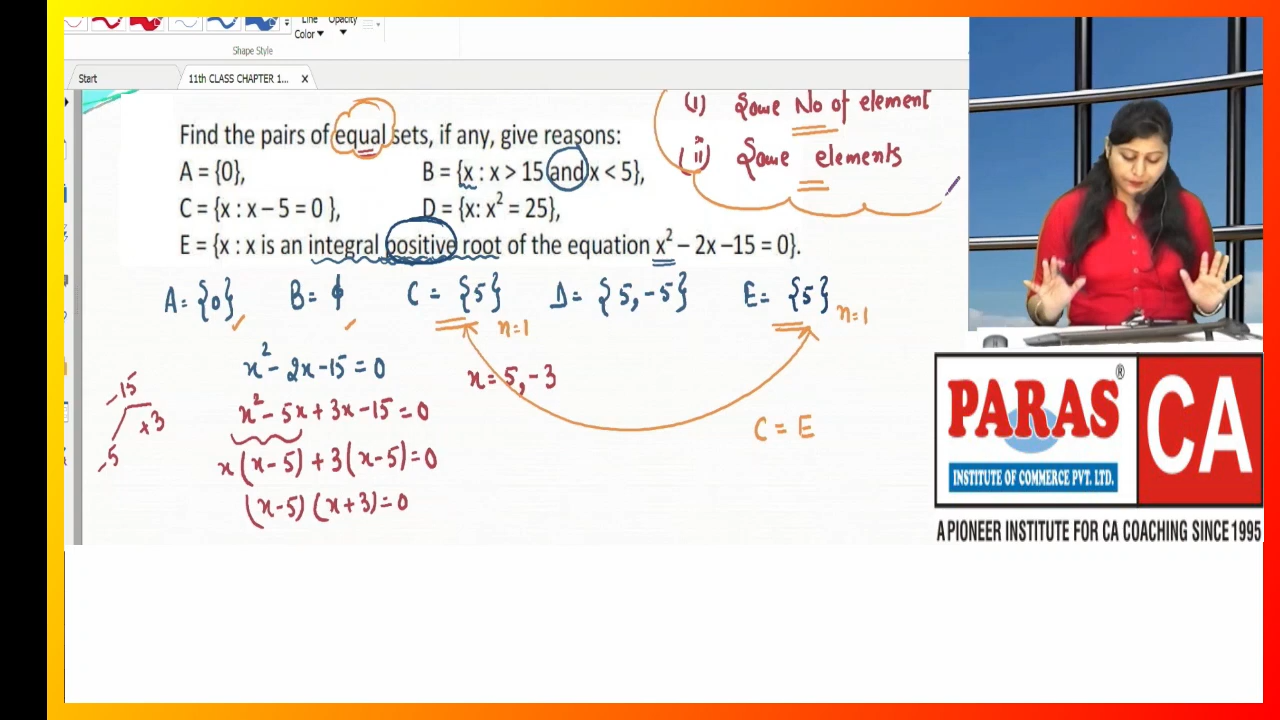 Line
Color
Opacity
Shape Style
Start
11th CLASS CHAPTER 1...
(i) Same No of element
(ii) Same elements
Find the pairs of equal sets, if any, give reasons:
A = {0}, B = {x : x > 15 and x < 5},
C = {x : x – 5 = 0 }, D = {x: x² = 25},
E = {x : x is an integral positive root of the equation x² – 2x –15 = 0}.
A = {0} B = ϕ C = {5} D = {5, -5} E = {5}
n=1 n=1
x² - 2x - 15 = 0 x = 5, -3
-15
x² - 5x + 3x - 15 = 0
+3
C = E
-5
x(x-5) + 3(x-5) = 0
(x-5) (x+3) = 0
PARAS®
CA
INSTITUTE OF COMMERCE PVT. LTD.
A PIONEER INSTITUTE FOR CA COACHING SINCE 1995